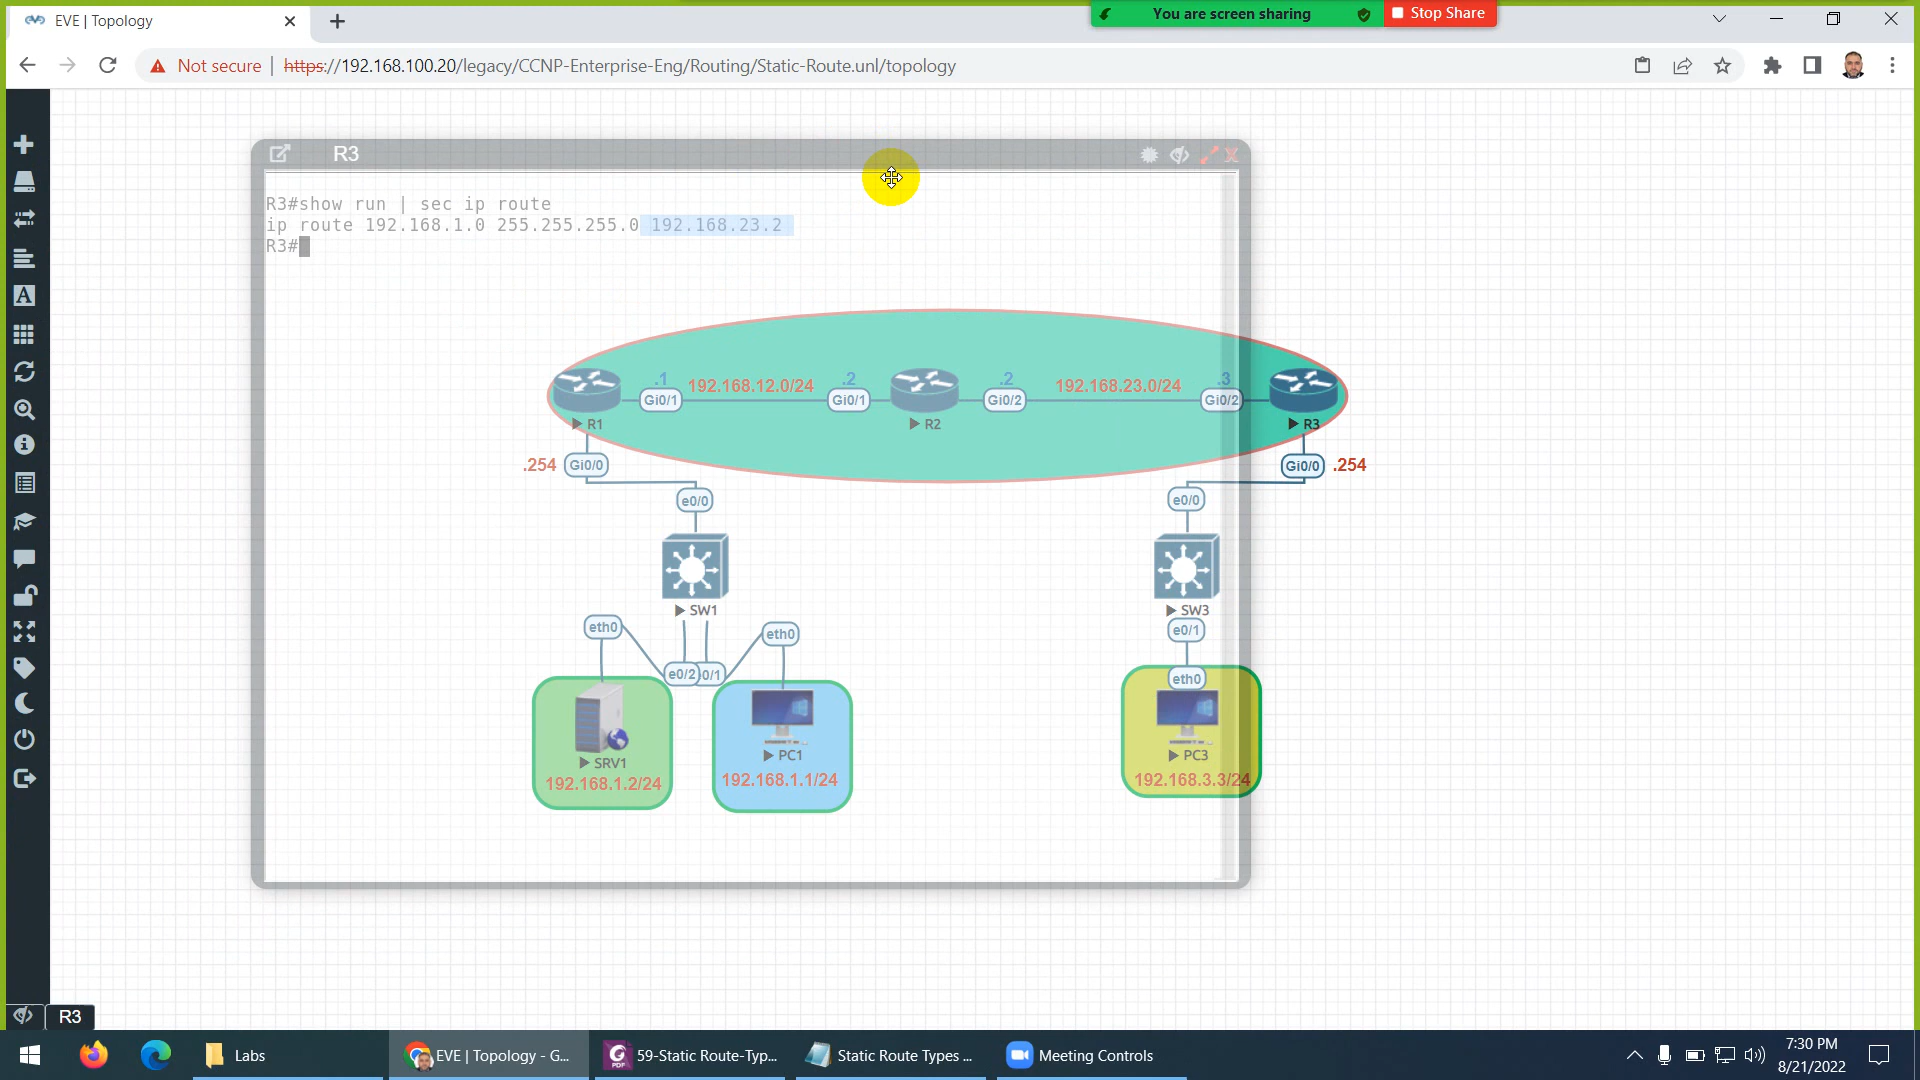 EVE | Topology
You are screen sharing
Stop Share
Not secure
https://192.168.100.20/legacy/CCNP-Enterprise-Eng/Routing/Static-Route.unl/topology
R3
R3#show run | sec ip route
ip route 192.168.1.0 255.255.255.0 192.168.23.2
R3#
.1
192.168.12.0/24
.2
.2
192.168.23.0/24
.3
Gi0/1
Gi0/1
Gi0/2
Gi0/2
R1
R2
R3
.254
Gi0/0
Gi0/0
.254
e0/0
e0/0
SW1
SW3
eth0
eth0
e0/1
e0/2
0/1
eth0
SRV1
192.168.1.2/24
PC1
192.168.1.1/24
PC3
192.168.3.3/24
R3
Labs
EVE | Topology - G...
59-Static Route-Typ...
PDF
Static Route Types ...
Meeting Controls
7:30 PM
8/21/2022